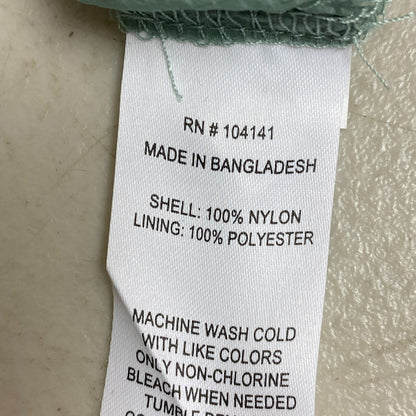 RN # 104141
MADE IN BANGLADESH
SHELL: 100% NYLON
LINING: 100% POLYESTER
MACHINE WASH COLD
WITH LIKE COLORS
ONLY NON-CHLORINE
BLEACH WHEN NEEDED
TUMBLE